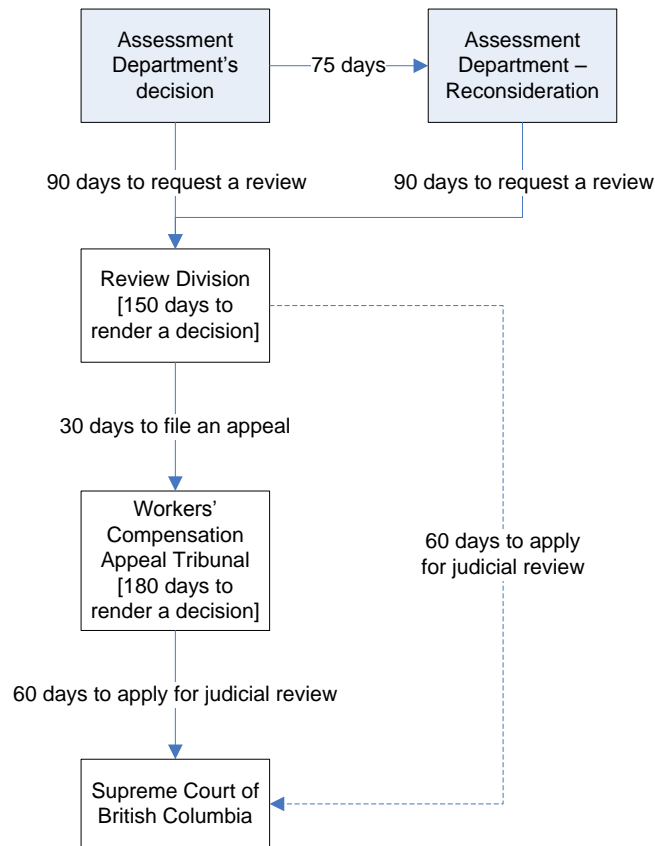 Assessment
Department’s
decision
75 days
Assessment
Department –
Reconsideration
90 days to request a review
90 days to request a review
Review Division
[150 days to
render a decision]
30 days to file an appeal
Workers’
Compensation
Appeal Tribunal
[180 days to
render a decision]
60 days to apply
for judicial review
60 days to apply for judicial review
Supreme Court of
British Columbia